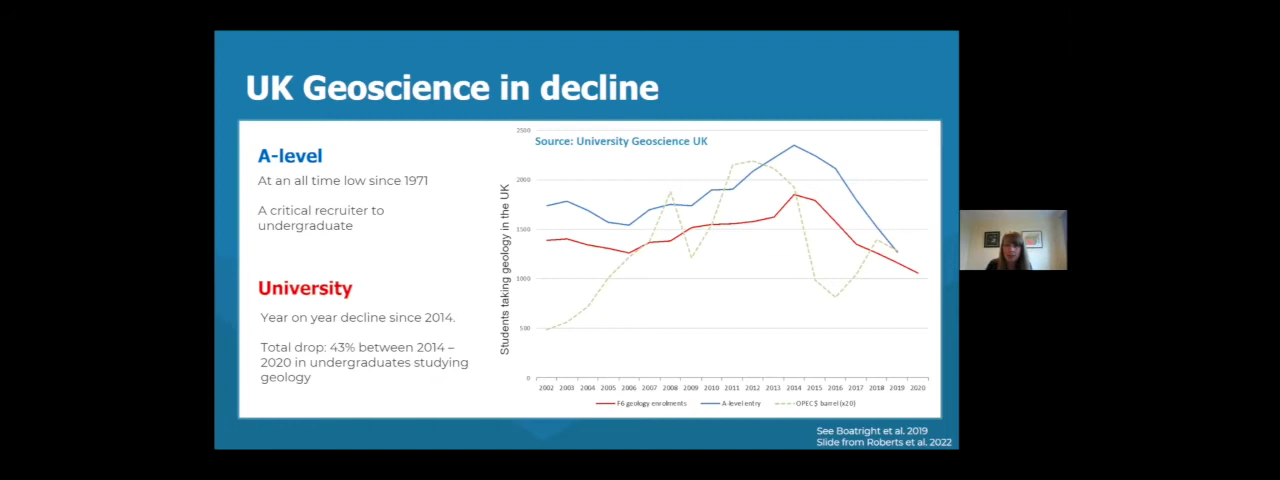 UK Geoscience in decline
A-level
At an all time low since 1971
A critical recruiter to
undergraduate
University
Year on year decline since 2014.
Total drop: 43% between 2014 –
2020 in undergraduates studying
geology
Source: University Geoscience UK
Students taking geology in the UK
2500
2000
1500
1000
500
0
2002 2003 2004 2005 2006 2007 2008 2009 2010 2011 2012 2013 2014 2015 2016 2017 2018 2019 2020
F6 geology enrolments A-level entry OPEC $ barrel (x20)
See Boatright et al. 2019
Slide from Roberts et al. 2022